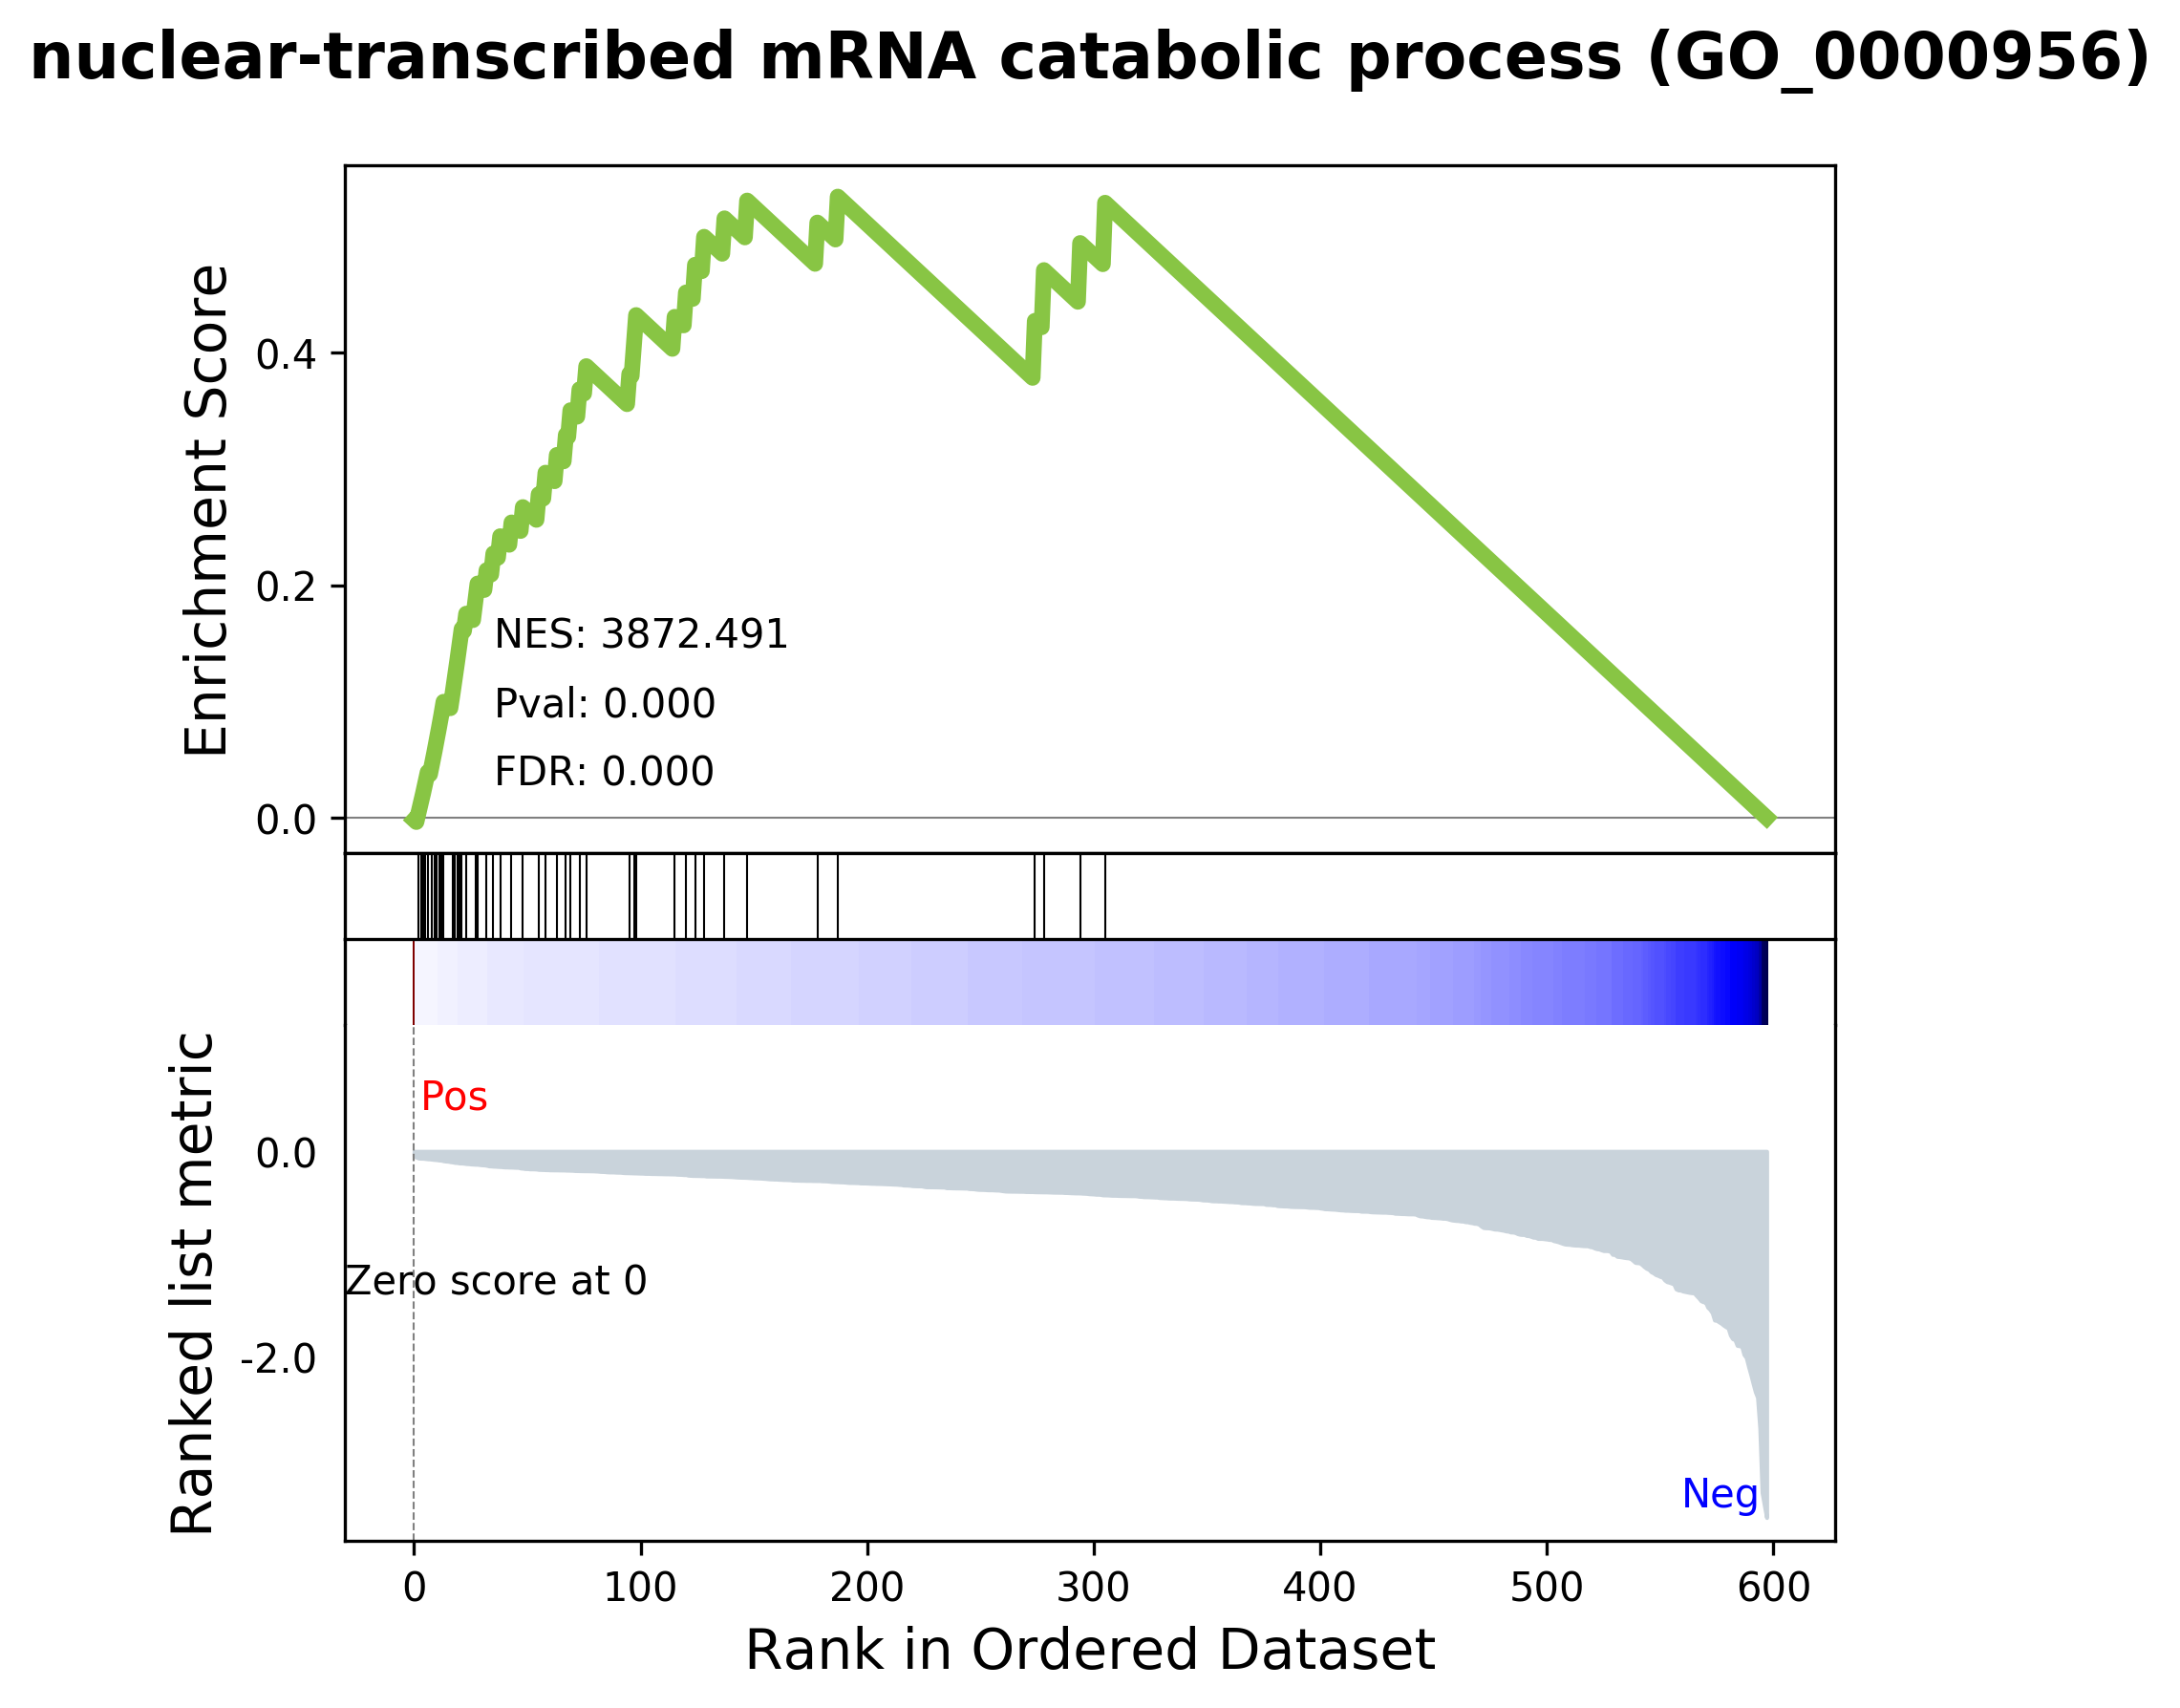 nuclear-transcribed mRNA catabolic process (GO_0000956)
Enrichment Score
0.4
0.2
0.0
NES: 3872.491
Pval: 0.000
FDR: 0.000
Ranked list metric
Pos
0.0
Zero score at 0
-2.0
Neg
0 100 200 300 400 500 600
Rank in Ordered Dataset